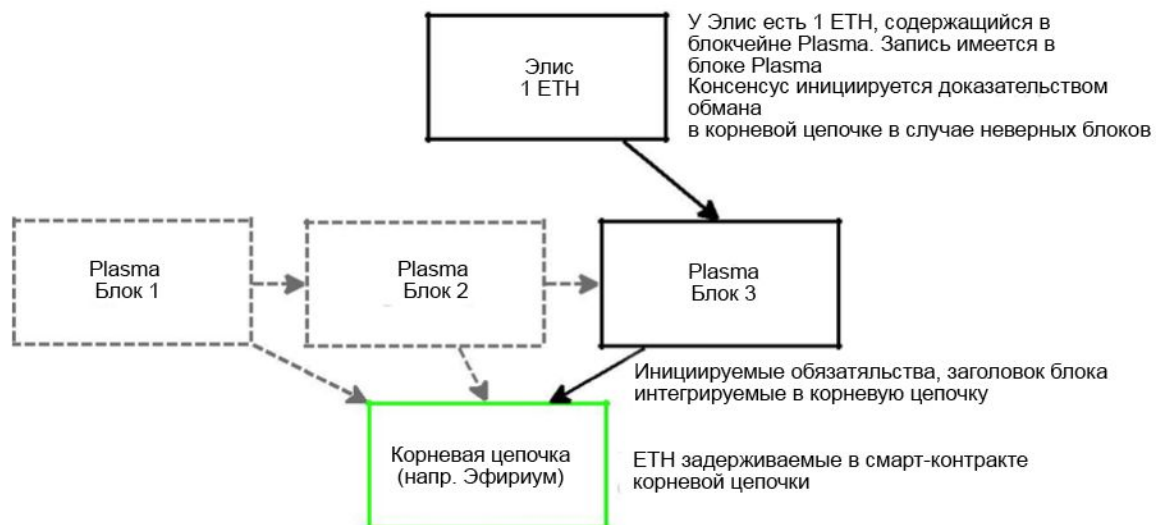 У Элис есть 1 ETH, содержащийся в
блокчейне Plasma. Запись имеется в
блоке Plasma
Консенсус инициируется доказательством
обмана
в корневой цепочке в случае неверных блоков
Элис
1 ETH
Plasma
Блок 1
Plasma
Блок 2
Plasma
Блок 3
Инициируемые обязатяльства, заголовок блока
интегрируемые в корневую цепочку
Корневая цепочка
(напр. Эфириум)
ETH задерживаемые в смарт-контракте
корневой цепочки